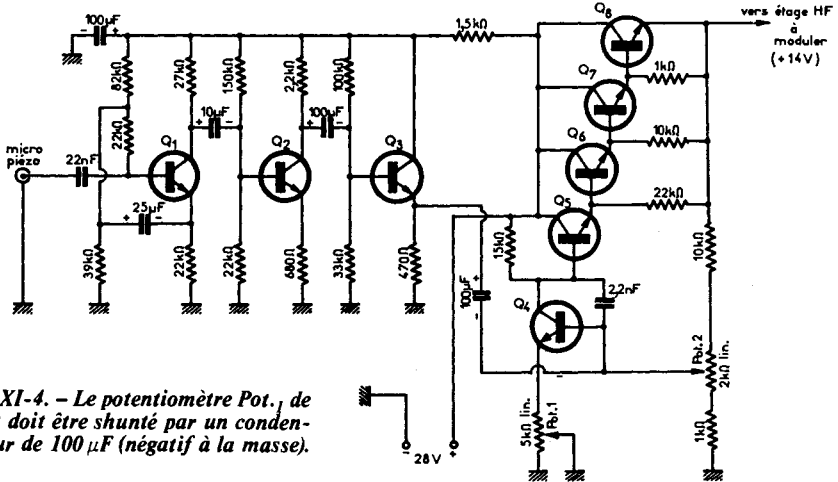 100µF
82kΩ
27kΩ
150kΩ
2,2kΩ
100kΩ
1,5kΩ
Q8
vers étage HF
à
moduler
(+14V)
Q7
1kΩ
micro
piézo
22nF
22kΩ
Q1
10µF
Q2
100µF
Q3
Q6
10kΩ
Q5
22kΩ
25µF
39kΩ
22kΩ
22kΩ
680Ω
33kΩ
470Ω
100µF
15kΩ
Q4
2,2nF
10kΩ
Pot.2
2kΩ lin.
5kΩ lin.
Pot.1
1kΩ
28V
XI-4. – Le potentiomètre Pot.1 de
doit être shunté par un conden-
ur de 100 µF (négatif à la masse).